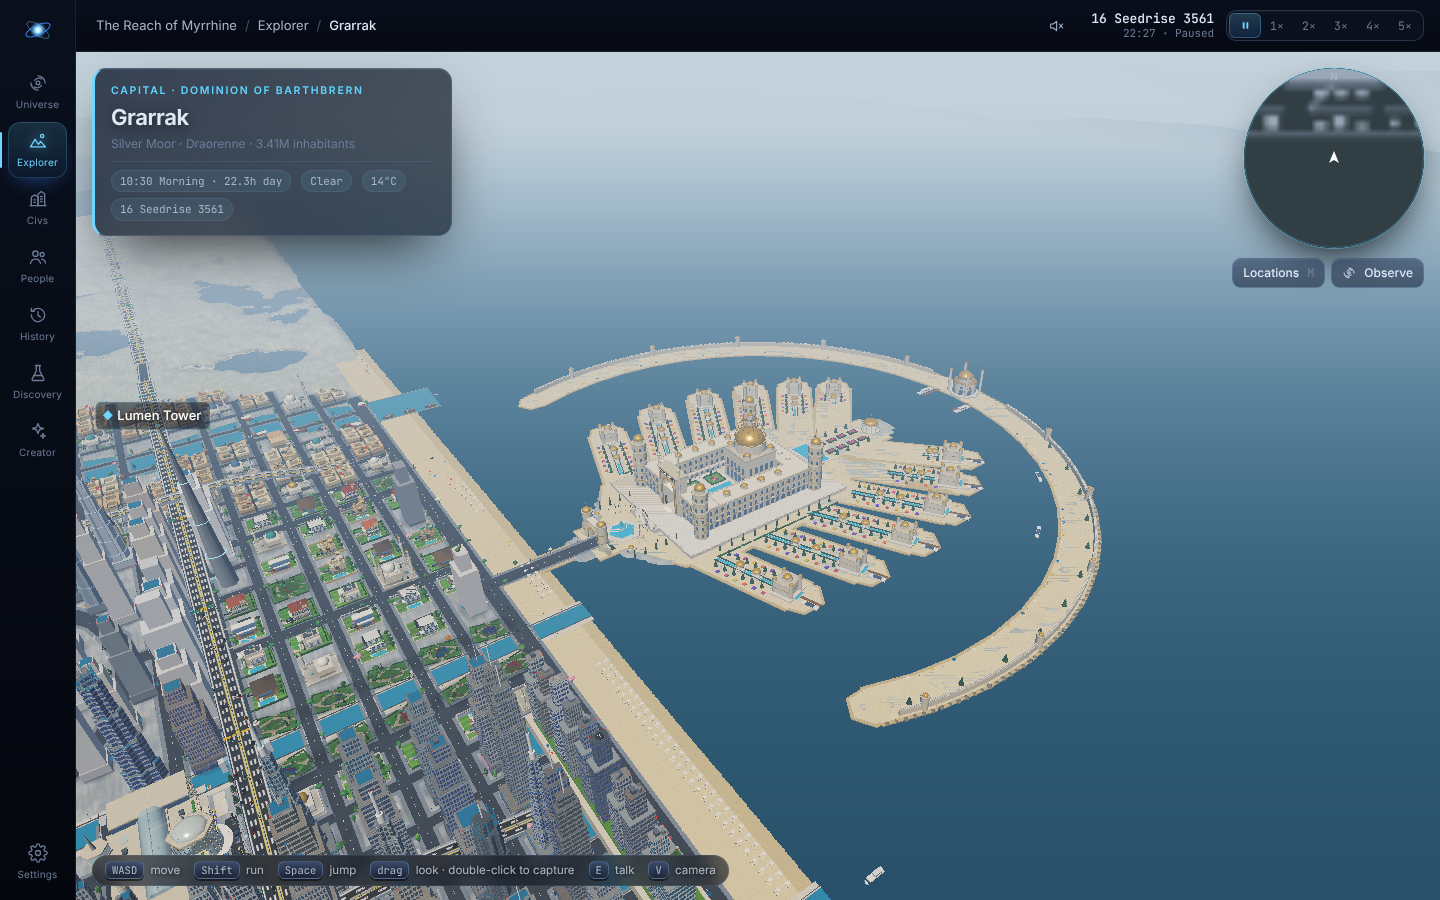 The Reach of Myrrhine / Explorer / Grarrak
16 Seedrise 3561
22:27 · Paused
1× 2× 3× 4× 5×
Universe
Explorer
Civs
People
History
Discovery
Creator
Settings
CAPITAL · DOMINION OF BARTHBRERN
Grarrak
Silver Moor · Draorenne · 3.41M inhabitants
10:30 Morning · 22.3h day
Clear
14°C
16 Seedrise 3561
N
Locations M
Observe
Lumen Tower
WASD move Shift run Space jump drag look · double-click to capture E talk V camera